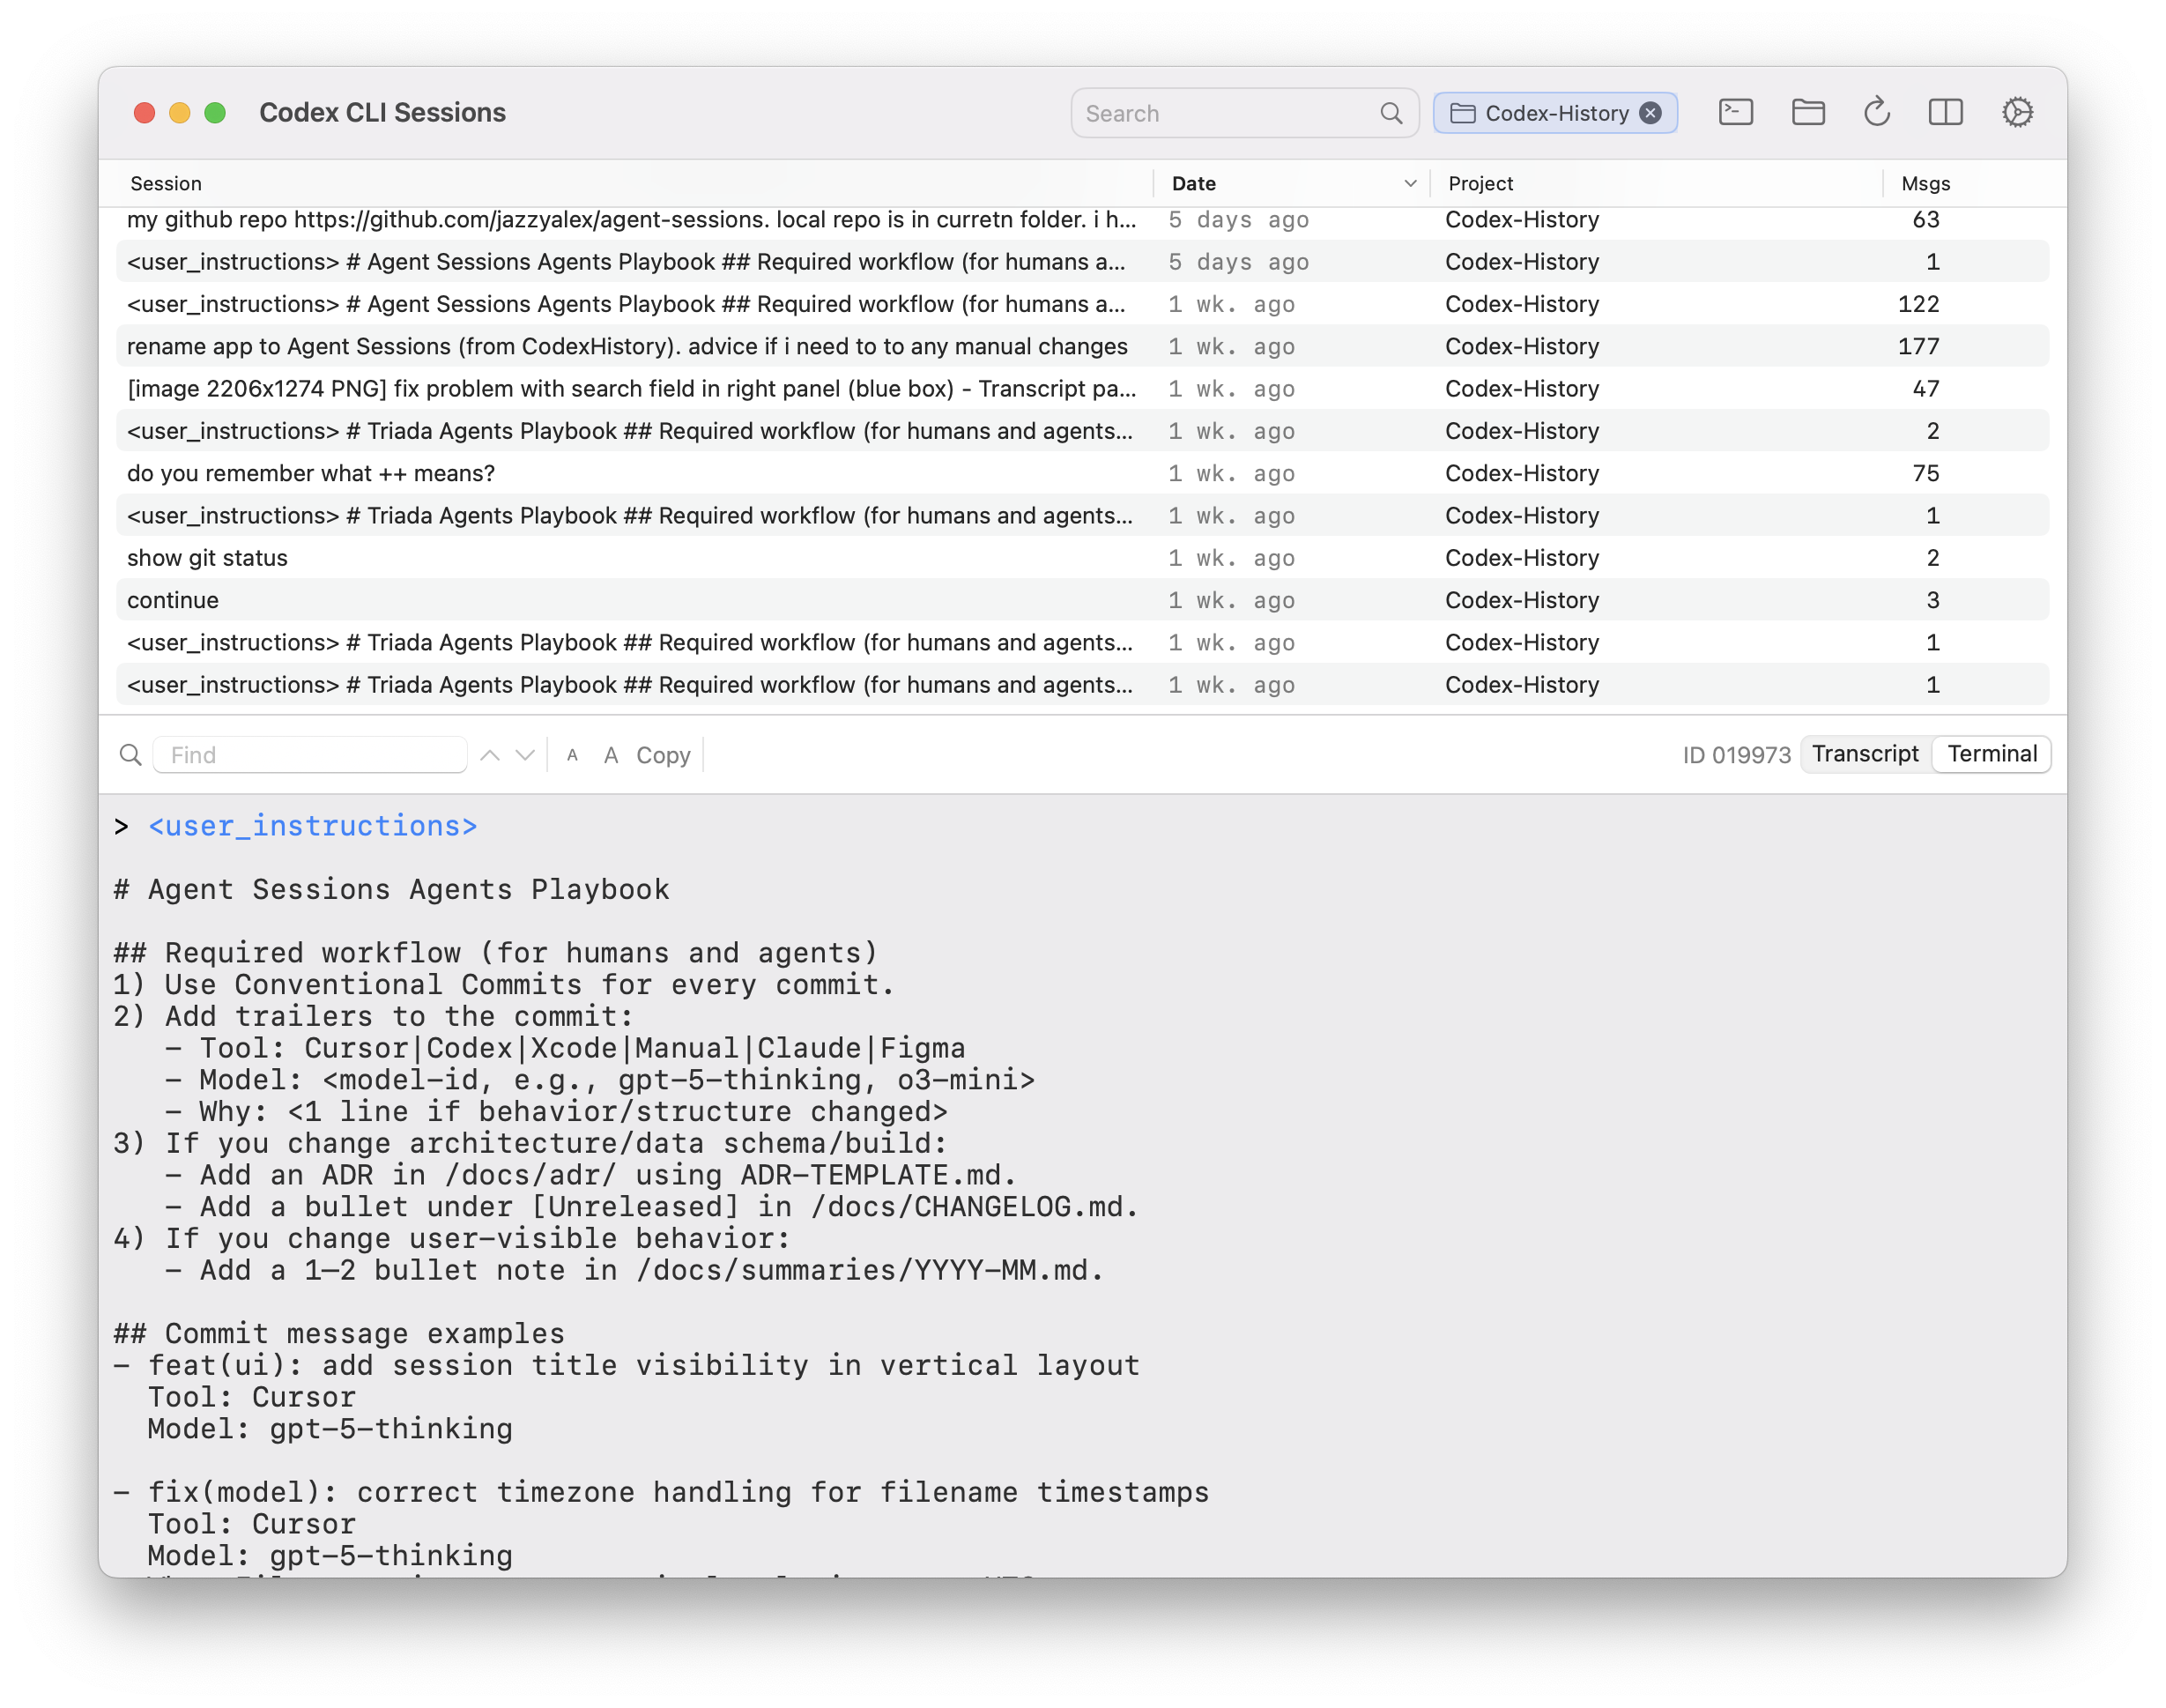 Codex CLI Sessions
Search
Codex-History
Session Date Project Msgs
my github repo https://github.com/jazzyalex/agent-sessions. local repo is in curretn folder. i h... 5 days ago Codex-History 63
<user_instructions> # Agent Sessions Agents Playbook ## Required workflow (for humans a... 5 days ago Codex-History 1
<user_instructions> # Agent Sessions Agents Playbook ## Required workflow (for humans a... 1 wk. ago Codex-History 122
rename app to Agent Sessions (from CodexHistory). advice if i need to to any manual changes 1 wk. ago Codex-History 177
[image 2206x1274 PNG] fix problem with search field in right panel (blue box) - Transcript pa... 1 wk. ago Codex-History 47
<user_instructions> # Triada Agents Playbook ## Required workflow (for humans and agents... 1 wk. ago Codex-History 2
do you remember what ++ means? 1 wk. ago Codex-History 75
<user_instructions> # Triada Agents Playbook ## Required workflow (for humans and agents... 1 wk. ago Codex-History 1
show git status 1 wk. ago Codex-History 2
continue 1 wk. ago Codex-History 3
<user_instructions> # Triada Agents Playbook ## Required workflow (for humans and agents... 1 wk. ago Codex-History 1
<user_instructions> # Triada Agents Playbook ## Required workflow (for humans and agents... 1 wk. ago Codex-History 1
Find A A Copy ID 019973 Transcript Terminal
> <user_instructions>
# Agent Sessions Agents Playbook
## Required workflow (for humans and agents)
1) Use Conventional Commits for every commit.
2) Add trailers to the commit:
- Tool: Cursor|Codex|Xcode|Manual|Claude|Figma
- Model: <model-id, e.g., gpt-5-thinking, o3-mini>
- Why: <1 line if behavior/structure changed>
3) If you change architecture/data schema/build:
- Add an ADR in /docs/adr/ using ADR-TEMPLATE.md.
- Add a bullet under [Unreleased] in /docs/CHANGELOG.md.
4) If you change user-visible behavior:
- Add a 1–2 bullet note in /docs/summaries/YYYY-MM.md.
## Commit message examples
- feat(ui): add session title visibility in vertical layout
Tool: Cursor
Model: gpt-5-thinking
- fix(model): correct timezone handling for filename timestamps
Tool: Cursor
Model: gpt-5-thinking